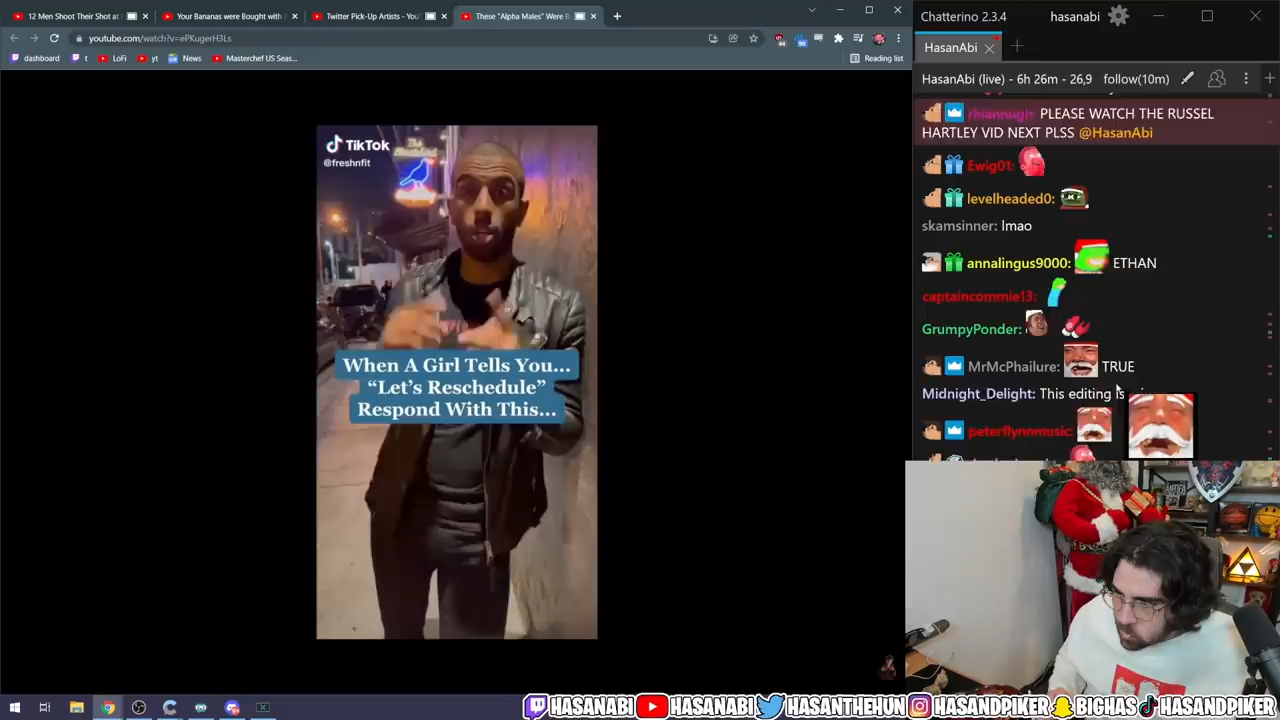 12 Men Shoot Their Shot at
Your Bananas were Bought with
Twitter Pick-Up Artists - You
These "Alpha Males" Were B
youtube.com/watch?v=ePKugerH3Ls
dashboard
t
LoFi
yt
News
Masterchef US Seas...
Reading list
TikTok
@freshnfit
When A Girl Tells You...
"Let's Reschedule"
Respond With This...
Chatterino 2.3.4
hasanabi
HasanAbi
HasanAbi (live) - 6h 26m - 26,9
follow(10m)
PLEASE WATCH THE RUSSEL
HARTLEY VID NEXT PLSS @HasanAbi
Ewig01:
levelheaded0:
skamsinner: lmao
annalingus9000: ETHAN
captaincommie13:
GrumpyPonder:
MrMcPhailure: TRUE
Midnight_Delight: This editing is
peterflynnmusic:
HASANABI
HASANABI
HASANTHEHUN
HASANDPIKER
BIGHAS
HASANDPIKER